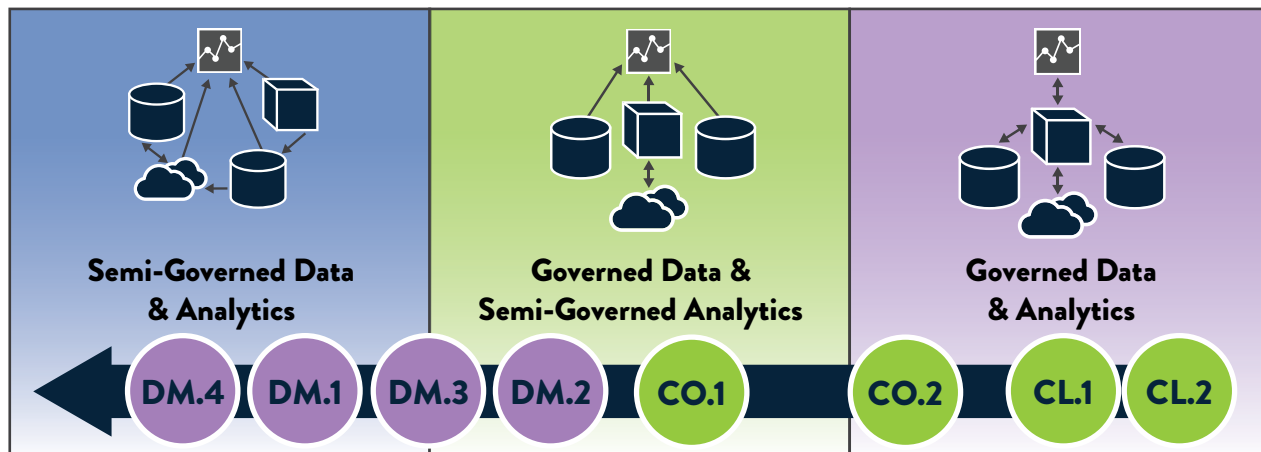 Semi-Governed Data
& Analytics
Governed Data &
Semi-Governed Analytics
Governed Data
& Analytics
DM.4
DM.1
DM.3
DM.2
CO.1
CO.2
CL.1
CL.2